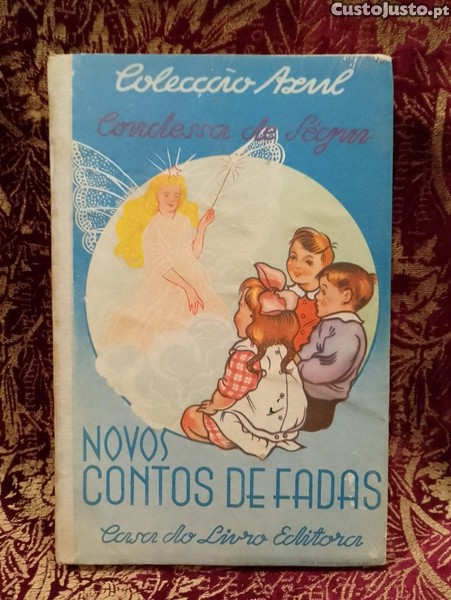 CustoJusto.pt
Colecção Azul
Condessa de Ségur
NOVOS
CONTOS DE FADAS
Casa do Livro Editora